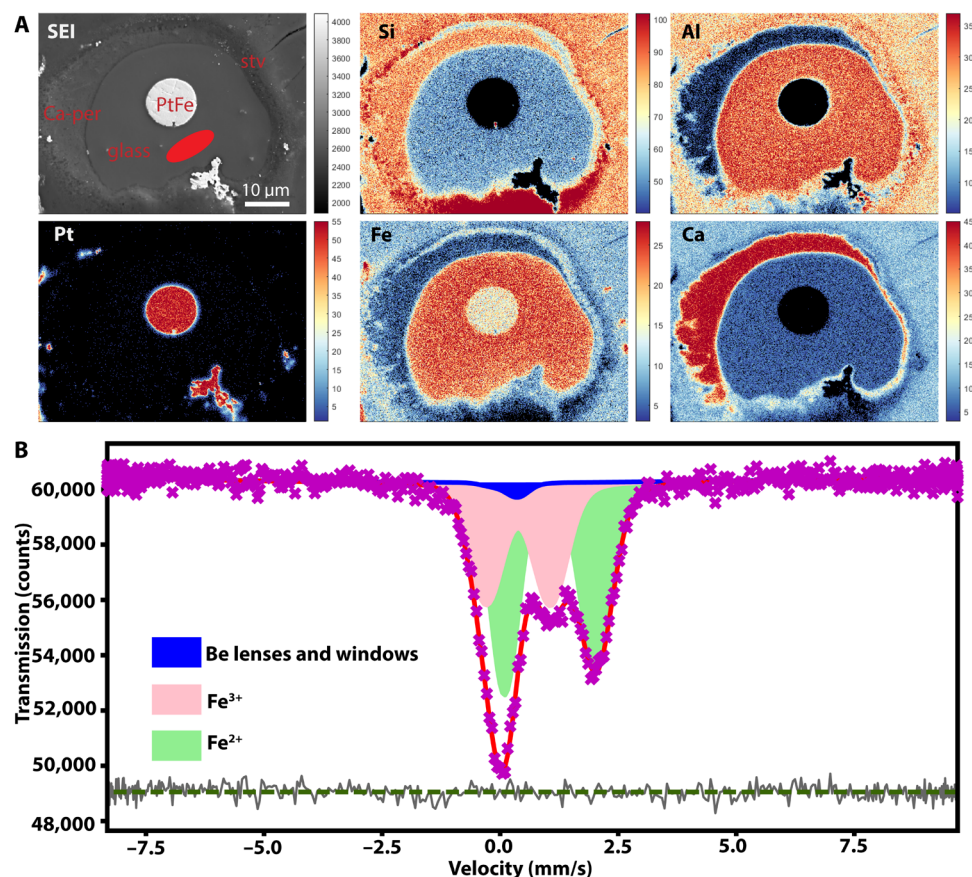 A
SEI
stv
PtFe
Ca-per
glass
10 µm
4000
3800
3600
3400
3200
3000
2800
2600
2400
2200
2000
Si
100
90
80
70
60
50
Al
35
30
25
20
15
10
5
Pt
55
50
45
40
35
30
25
20
15
10
5
Fe
25
20
15
10
5
Ca
45
40
35
30
25
20
15
10
5
B
Transmission (counts)
60,000
58,000
56,000
54,000
52,000
50,000
48,000
Be lenses and windows
Fe³⁺
Fe²⁺
−7.5 −5.0 −2.5 0.0 2.5 5.0 7.5
Velocity (mm/s)